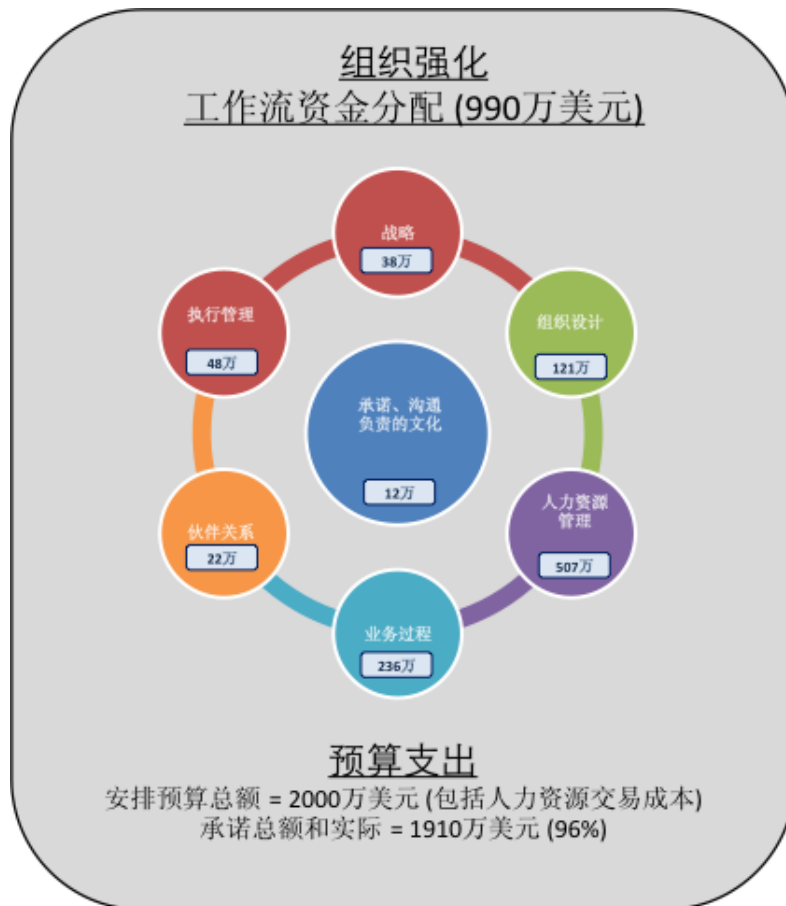 组织强化
工作流资金分配 (990万美元)
战略
38万
执行管理
48万
组织设计
121万
承诺、沟通
负责的文化
12万
伙伴关系
22万
人力资源
管理
507万
业务过程
236万
预算支出
安排预算总额 = 2000万美元 (包括人力资源交易成本)
承诺总额和实际 = 1910万美元 (96%)